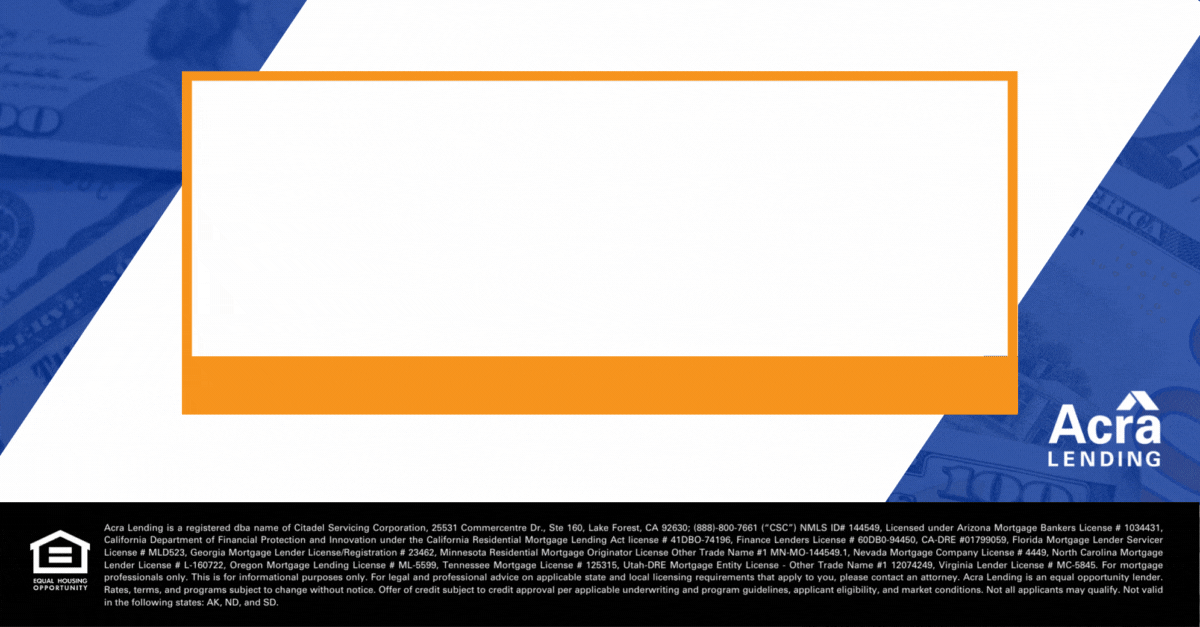 00
100
ERICA
Acra
LENDING
Acra Lending is a registered dba name of Citadel Servicing Corporation, 25531 Commercentre Dr., Ste 160, Lake Forest, CA 92630; (888)-800-7661 (“CSC”) NMLS ID# 144549, Licensed under Arizona Mortgage Bankers License # 1034431,
California Department of Financial Protection and Innovation under the California Residential Mortgage Lending Act license # 41DBO-74196, Finance Lenders License # 60DB0-94450, CA-DRE #01799059, Florida Mortgage Lender Servicer
License # MLD523, Georgia Mortgage Lender License/Registration # 23462, Minnesota Residential Mortgage Originator License Other Trade Name #1 MN-MO-144549.1, Nevada Mortgage Company License # 4449, North Carolina Mortgage
Lender License # L-160722, Oregon Mortgage Lending License # ML-5599, Tennessee Mortgage License # 125315, Utah-DRE Mortgage Entity License - Other Trade Name #1 12074249, Virginia Lender License # MC-5845. For mortgage
professionals only. This is for informational purposes only. For legal and professional advice on applicable state and local licensing requirements that apply to you, please contact an attorney. Acra Lending is an equal opportunity lender.
Rates, terms, and programs subject to change without notice. Offer of credit subject to credit approval per applicable underwriting and program guidelines, applicant eligibility, and market conditions. Not all applicants may qualify. Not valid
in the following states: AK, ND, and SD.
EQUAL HOUSING
OPPORTUNITY